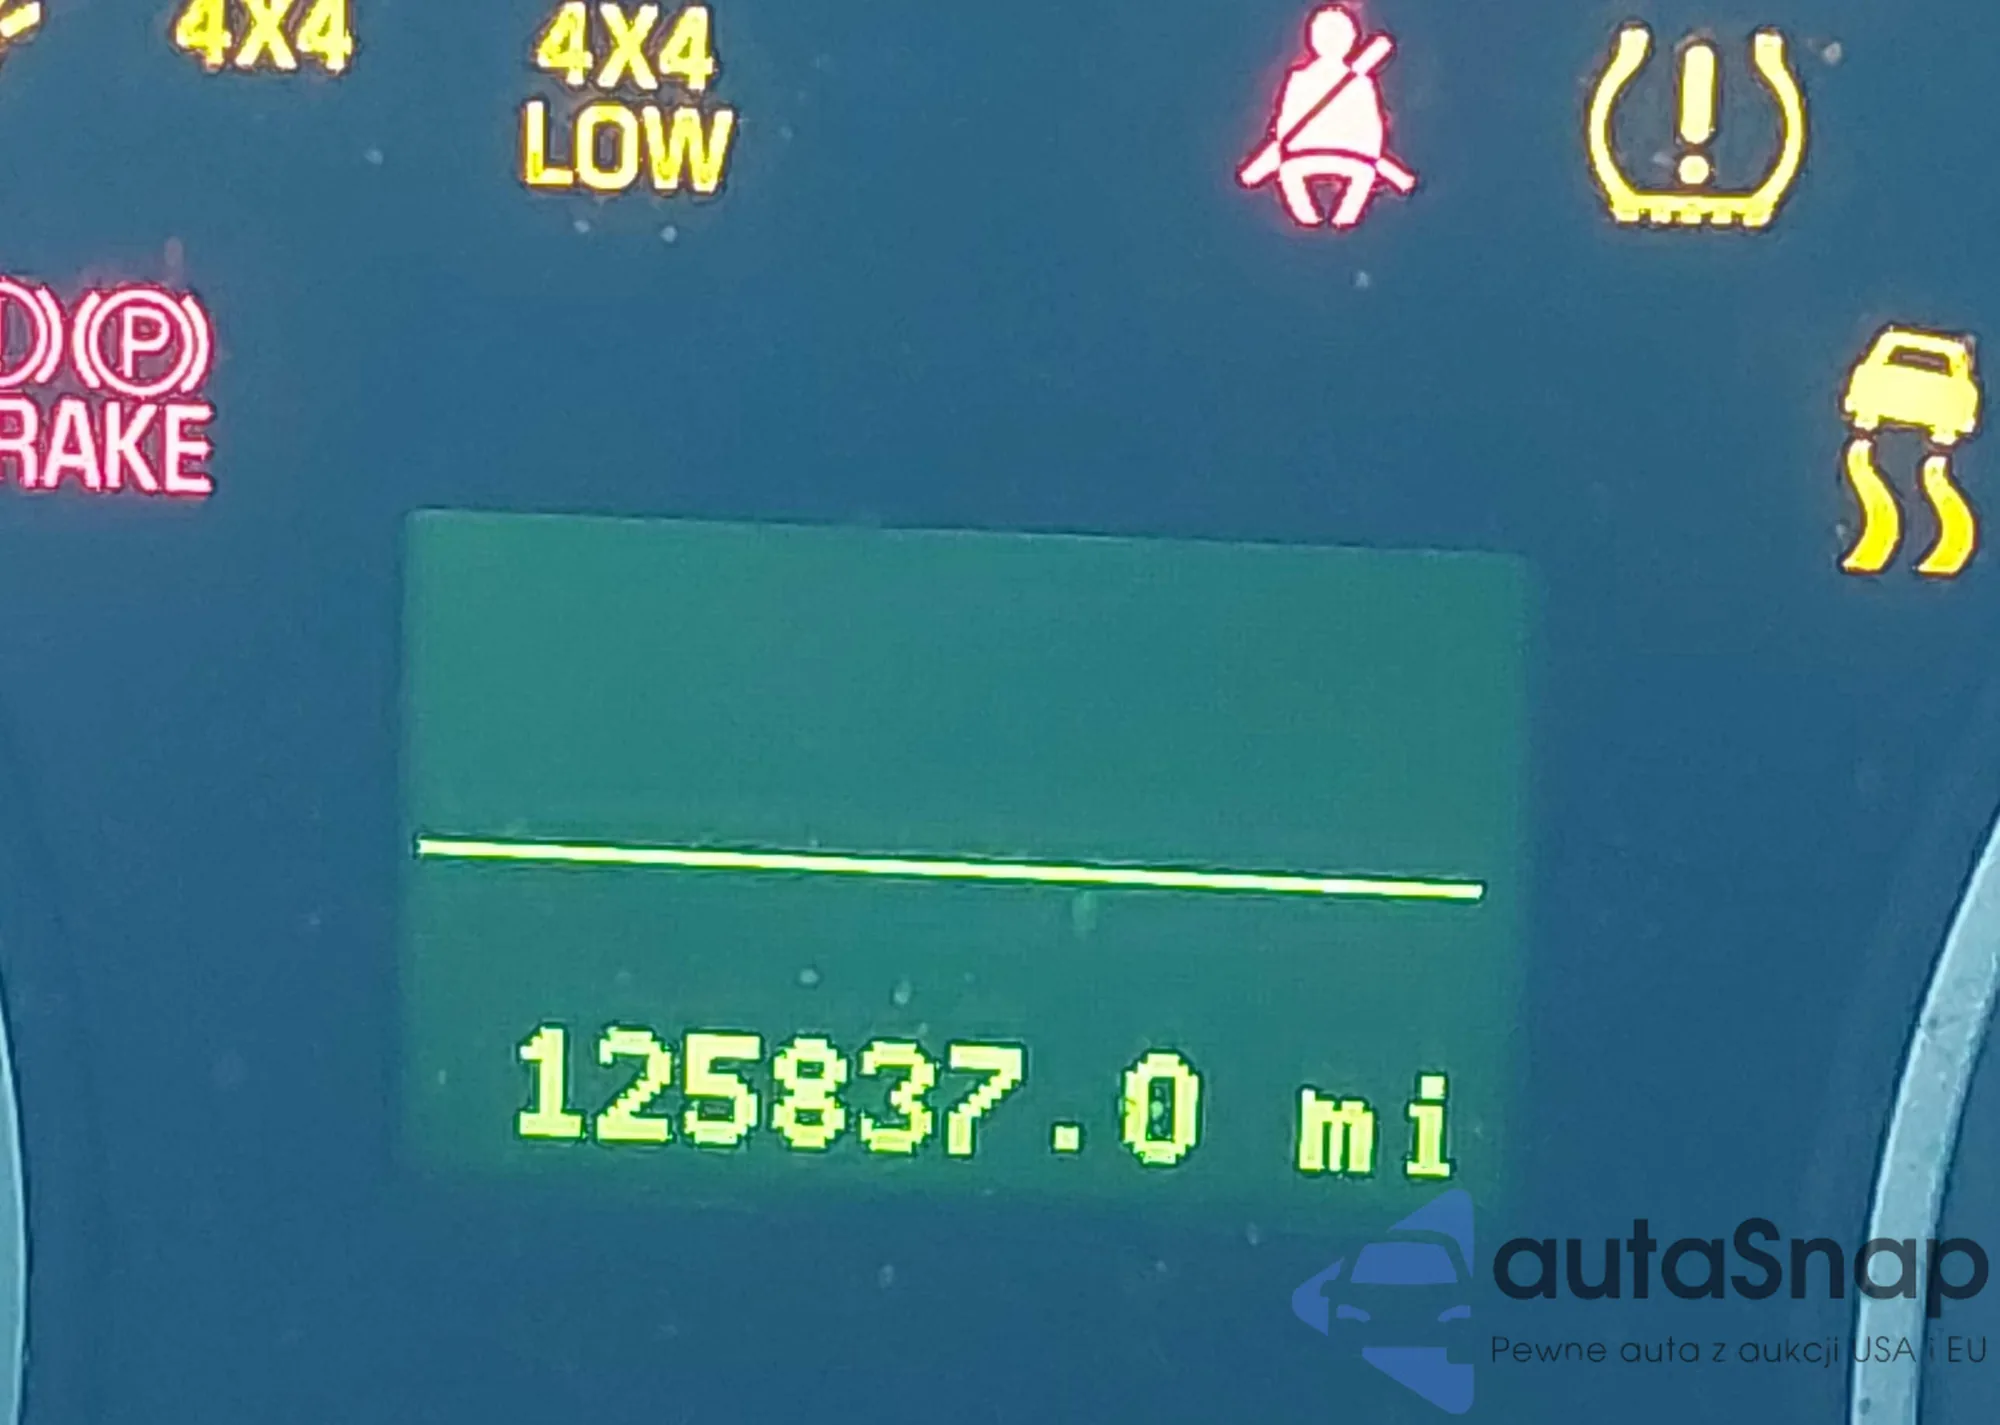 4X4
4X4
LOW
P
RAKE
125837.0 mi
autaSnap
Pewne auta z aukcji USA i EU